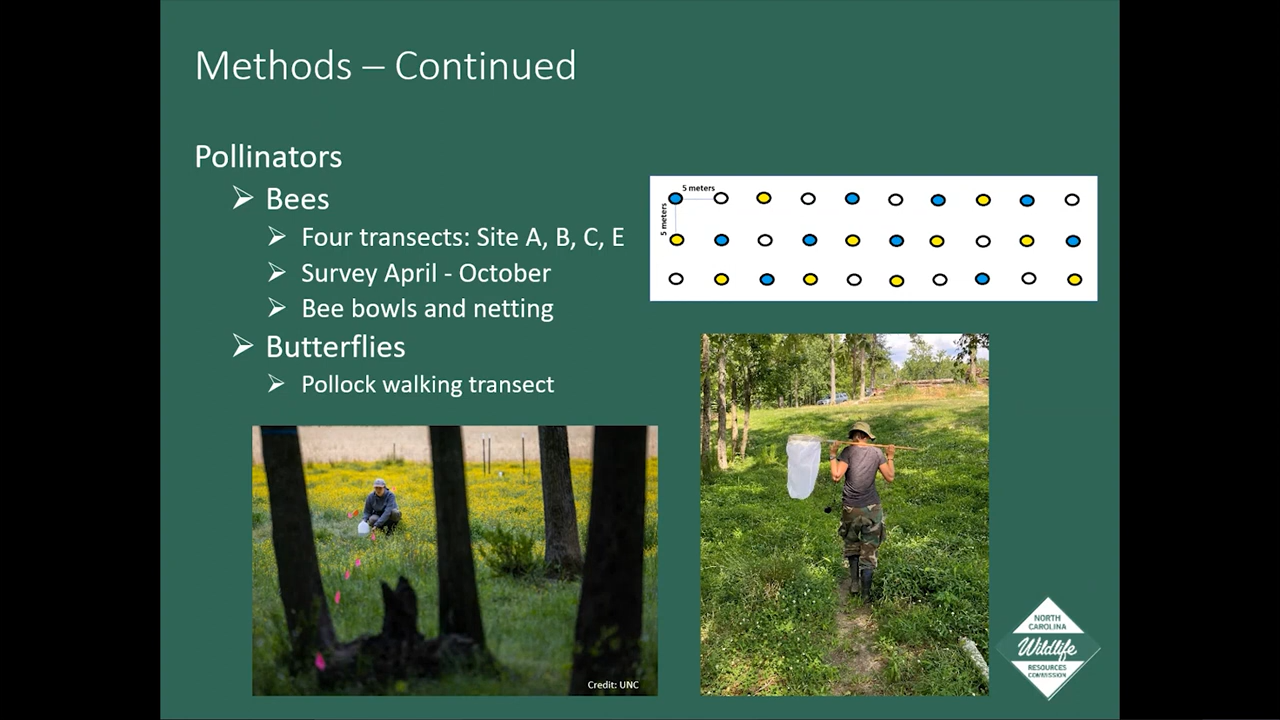 Methods – Continued
Pollinators
Bees
Four transects: Site A, B, C, E
Survey April - October
Bee bowls and netting
Butterflies
Pollock walking transect
5 meters
5 meters
Credit: UNC
NORTH
CAROLINA
Wildlife
RESOURCES
COMMISSION